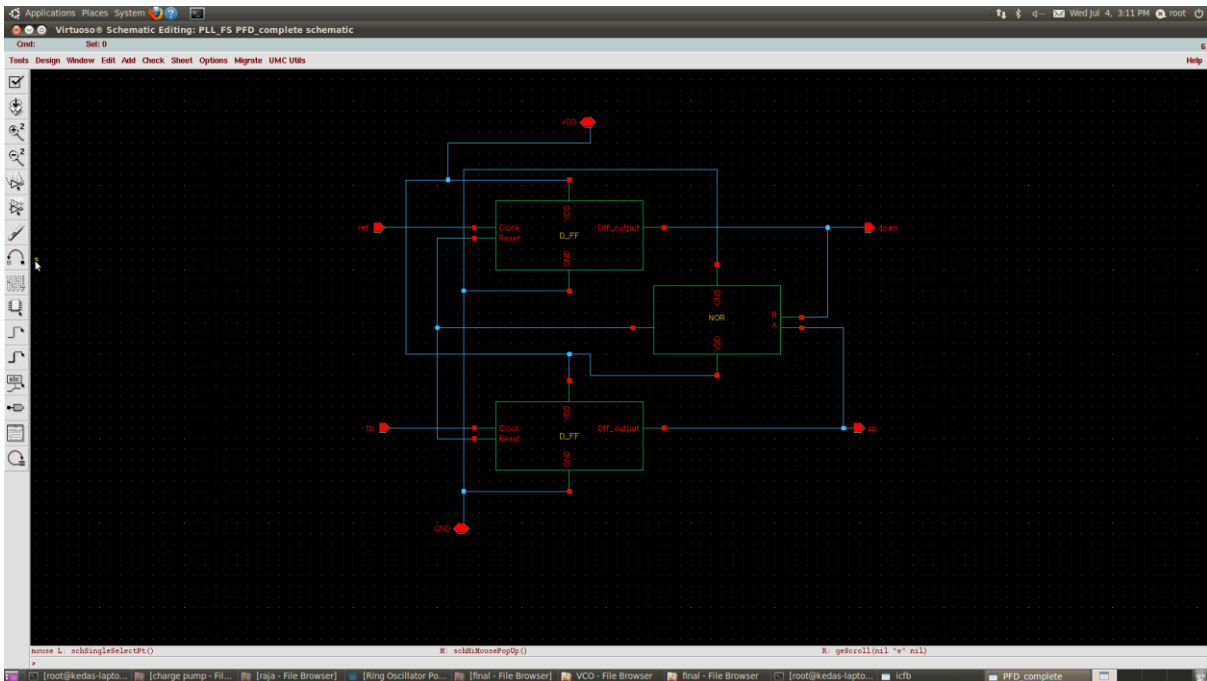 Applications Places System Wed Jul 4, 3:11 PM root
Virtuoso® Schematic Editing: PLL_FS PFD_complete schematic
Cmd: Sel: 0 6
Tools Design Window Edit Add Check Sheet Options Migrate UMC Utils Help
VDD
VDD
ref Clock D_FF Dff_output down
Reset
GND
GND
NOR B
A
VDD
VDD
fb Clock D_FF Dff_output up
Reset
GND
GND
mouse L: schSingleSelectPt() M: schHiMousePopUp() R: geScroll(nil "e" nil)
>
[root@kedas-lapto... [charge pump - Fil... [raja - File Browser] [Ring Oscillator Po... [final - File Browser] VCO - File Browser final - File Browser [root@kedas-lapto... icfb PFD_complete